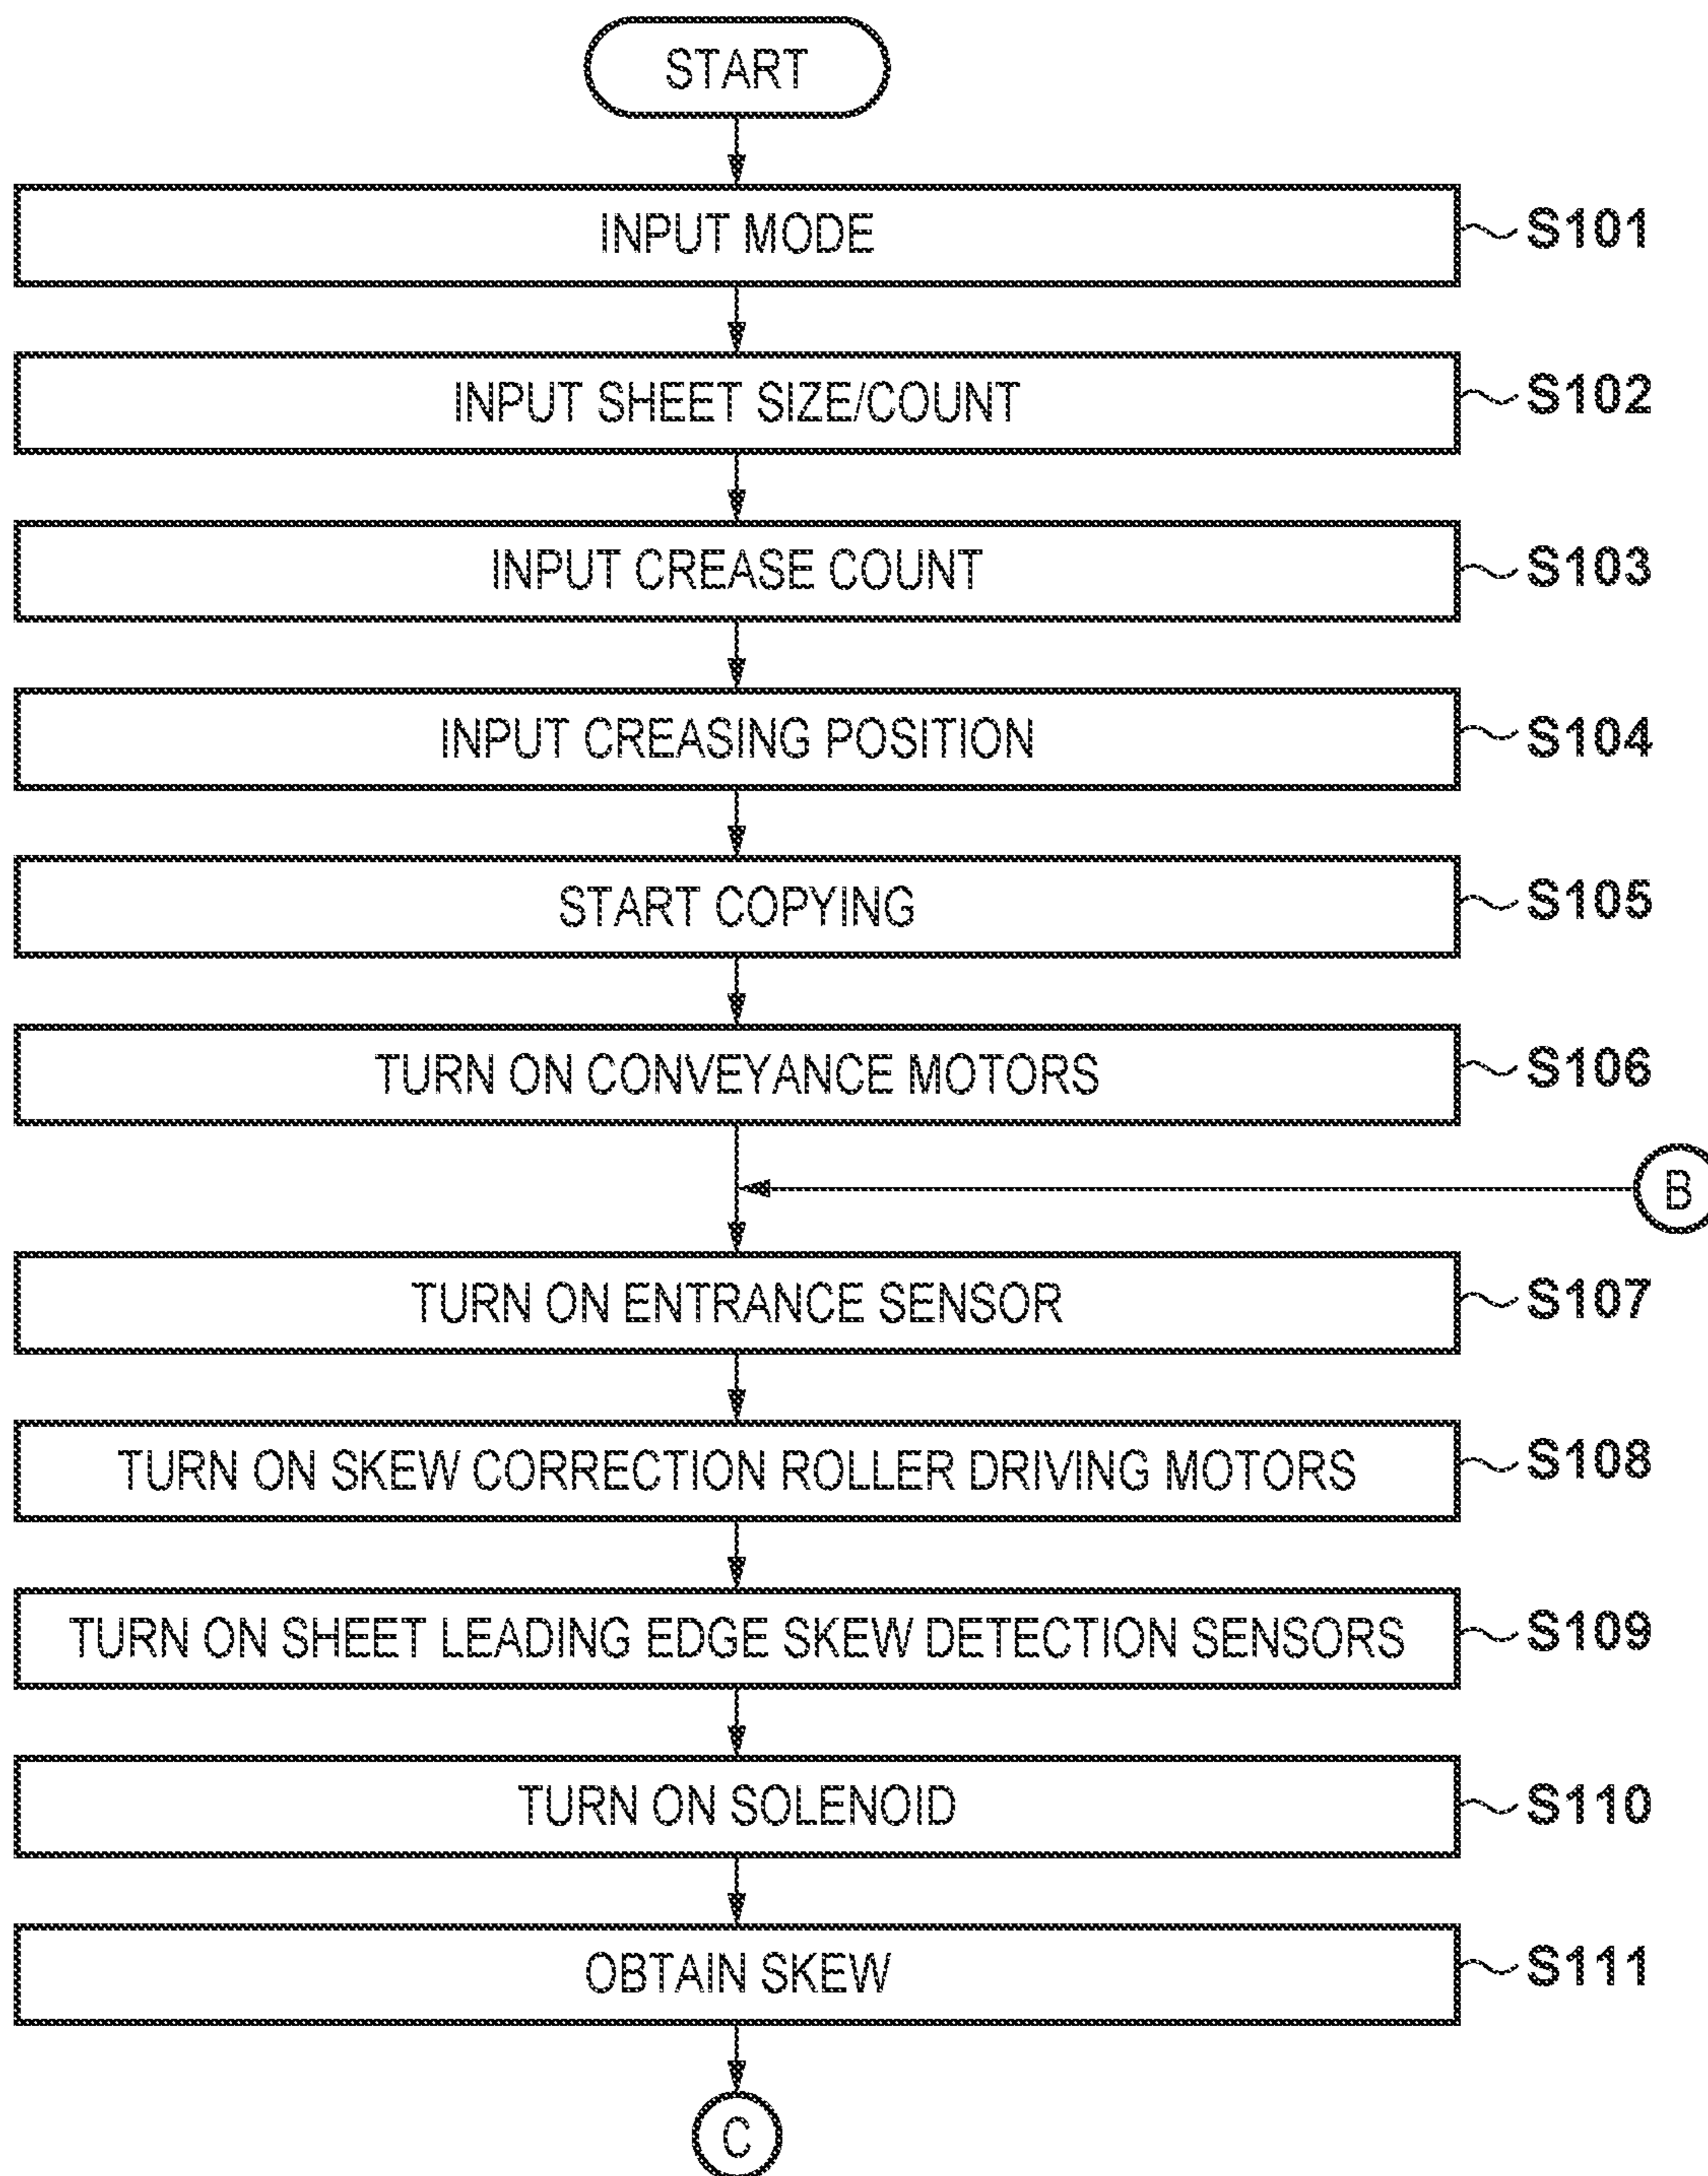 START
INPUT MODE
S101
INPUT SHEET SIZE/COUNT
S102
INPUT CREASE COUNT
S103
INPUT CREASING POSITION
S104
START COPYING
S105
TURN ON CONVEYANCE MOTORS
S106
B
TURN ON ENTRANCE SENSOR
S107
TURN ON SKEW CORRECTION ROLLER DRIVING MOTORS
S108
TURN ON SHEET LEADING EDGE SKEW DETECTION SENSORS
S109
TURN ON SOLENOID
S110
OBTAIN SKEW
S111
C